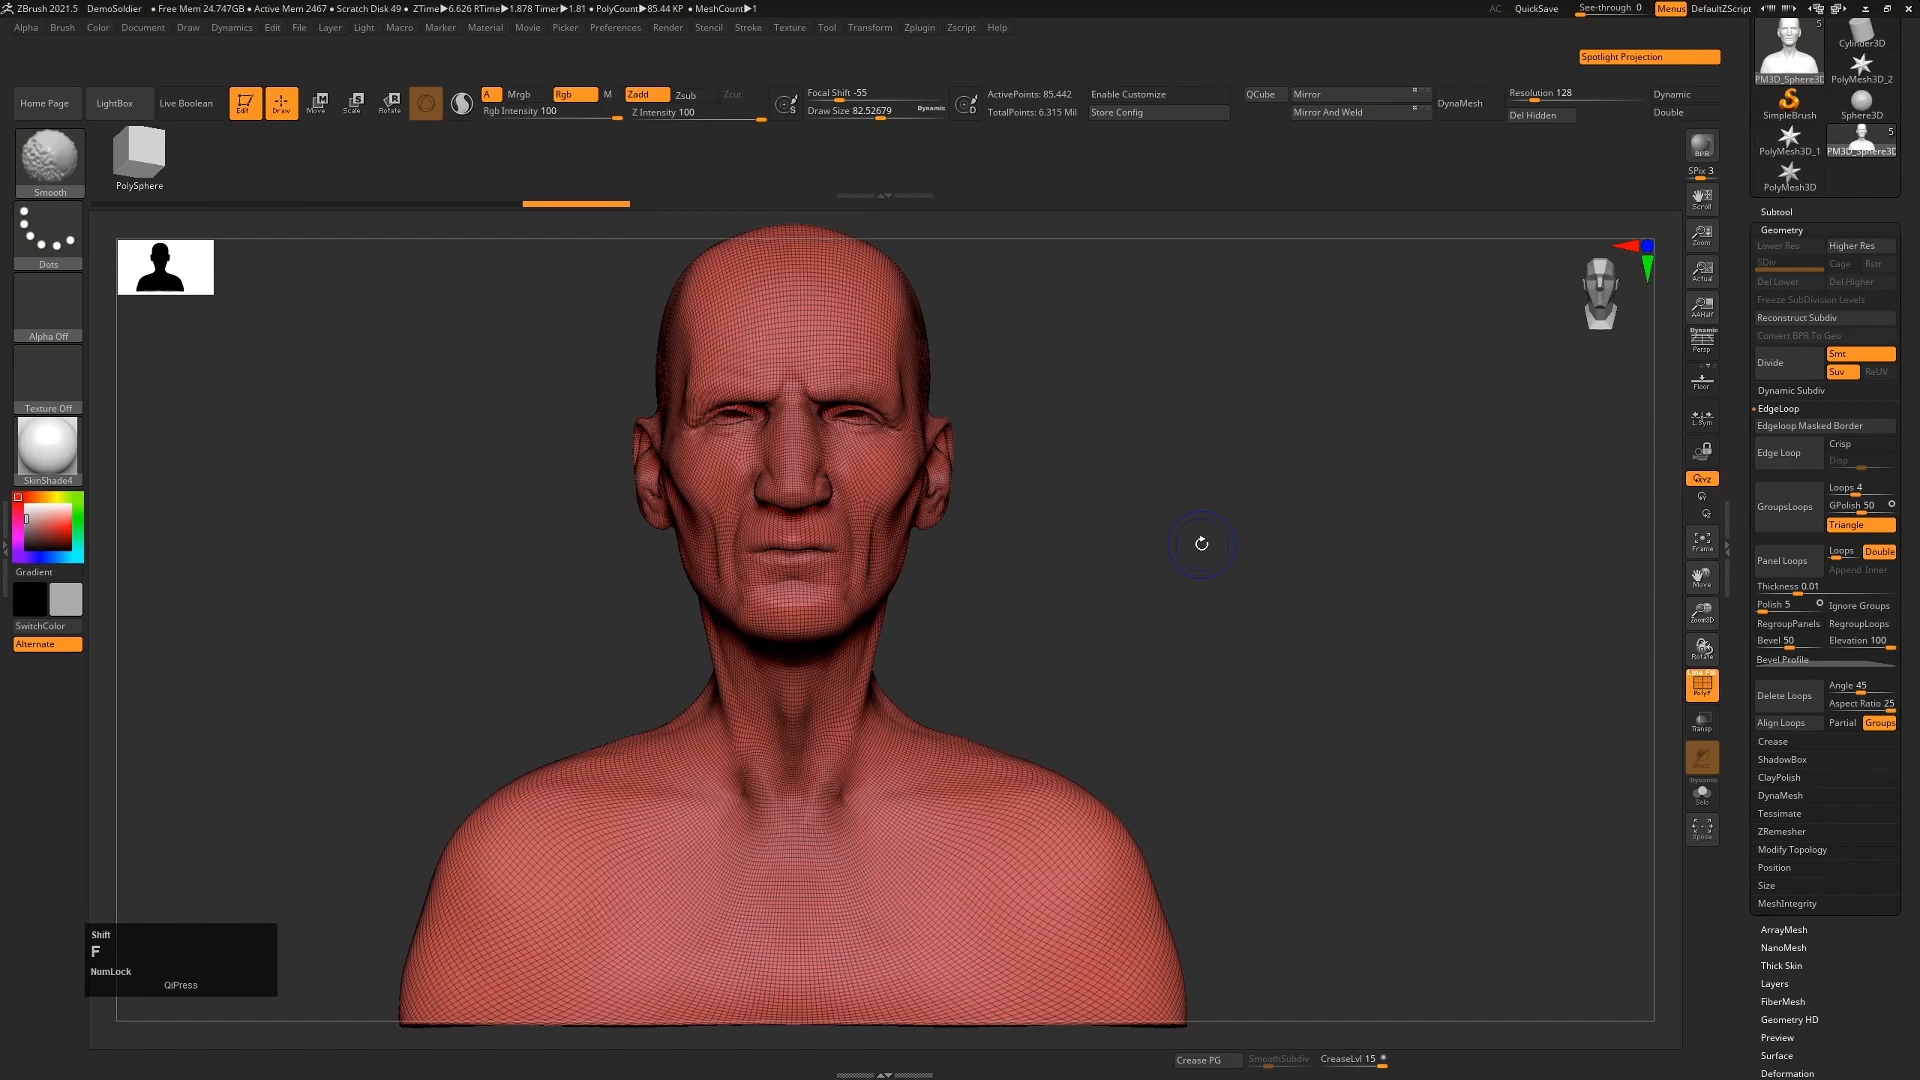 ZBrush 2021.5 DemoSoldier • Free Mem 24.747GB • Active Mem 2467 • Scratch Disk 49 • ZTime▶6.626 RTime▶1.878 Timer▶1.81 • PolyCount▶85.44 KP • MeshCount▶1 AC QuickSave See-through 0 Menus DefaultZScript
Alpha Brush Color Document Draw Dynamics Edit File Layer Light Macro Marker Material Movie Picker Preferences Render Stencil Stroke Texture Tool Transform Zplugin Zscript Help
Spotlight Projection
Home Page LightBox Live Boolean Edit Draw Move Scale Rotate
A Mrgb Rgb M Zadd Zsub Zcut
Rgb Intensity 100 Z Intensity 100
Focal Shift -55
Draw Size 82.52679 Dynamic
S D
ActivePoints: 85.442
TotalPoints: 6.315 Mil
Enable Customize
Store Config
QCube
Mirror
Mirror And Weld
DynaMesh
Resolution 128
Del Hidden
Dynamic
Double
Smooth
PolySphere
Dots
Alpha Off
Texture Off
SkinShade4
Gradient
SwitchColor
Alternate
Shift
F
NumLock
QiPress
BPR
SPix 3
Scroll
Zoom
Actual
AAHalf
Dynamic
Persp
Floor
L.Sym
XYZ
Frame
Move
Zoom3D
Rotate
Line Fill
PolyF
Transp
Ghost
Dynamic
Solo
Xpose
5
PM3D_Sphere3D
Cylinder3D
PolyMesh3D_2
SimpleBrush
Sphere3D
5
PolyMesh3D_1
PM3D_Sphere3D
PolyMesh3D
Subtool
Geometry
Lower Res Higher Res
SDiv Cage Rstr
Del Lower Del Higher
Freeze SubDivision Levels
Reconstruct Subdiv
Convert BPR To Geo
Divide Smt
Suv ReUV
Dynamic Subdiv
EdgeLoop
Edgeloop Masked Border
Edge Loop Crisp
Disp
GroupsLoops Loops 4
GPolish 50
Triangle
Panel Loops Loops Double
Append Inner
Thickness 0.01
Polish 5 Ignore Groups
RegroupPanels RegroupLoops
Bevel 50 Elevation 100
Bevel Profile
Delete Loops Angle 45
Aspect Ratio 25
Align Loops Partial Groups
Crease
ShadowBox
ClayPolish
DynaMesh
Tessimate
ZRemesher
Modify Topology
Position
Size
MeshIntegrity
ArrayMesh
NanoMesh
Thick Skin
Layers
FiberMesh
Geometry HD
Preview
Surface
Deformation
Crease PG SmoothSubdiv CreaseLvl 15